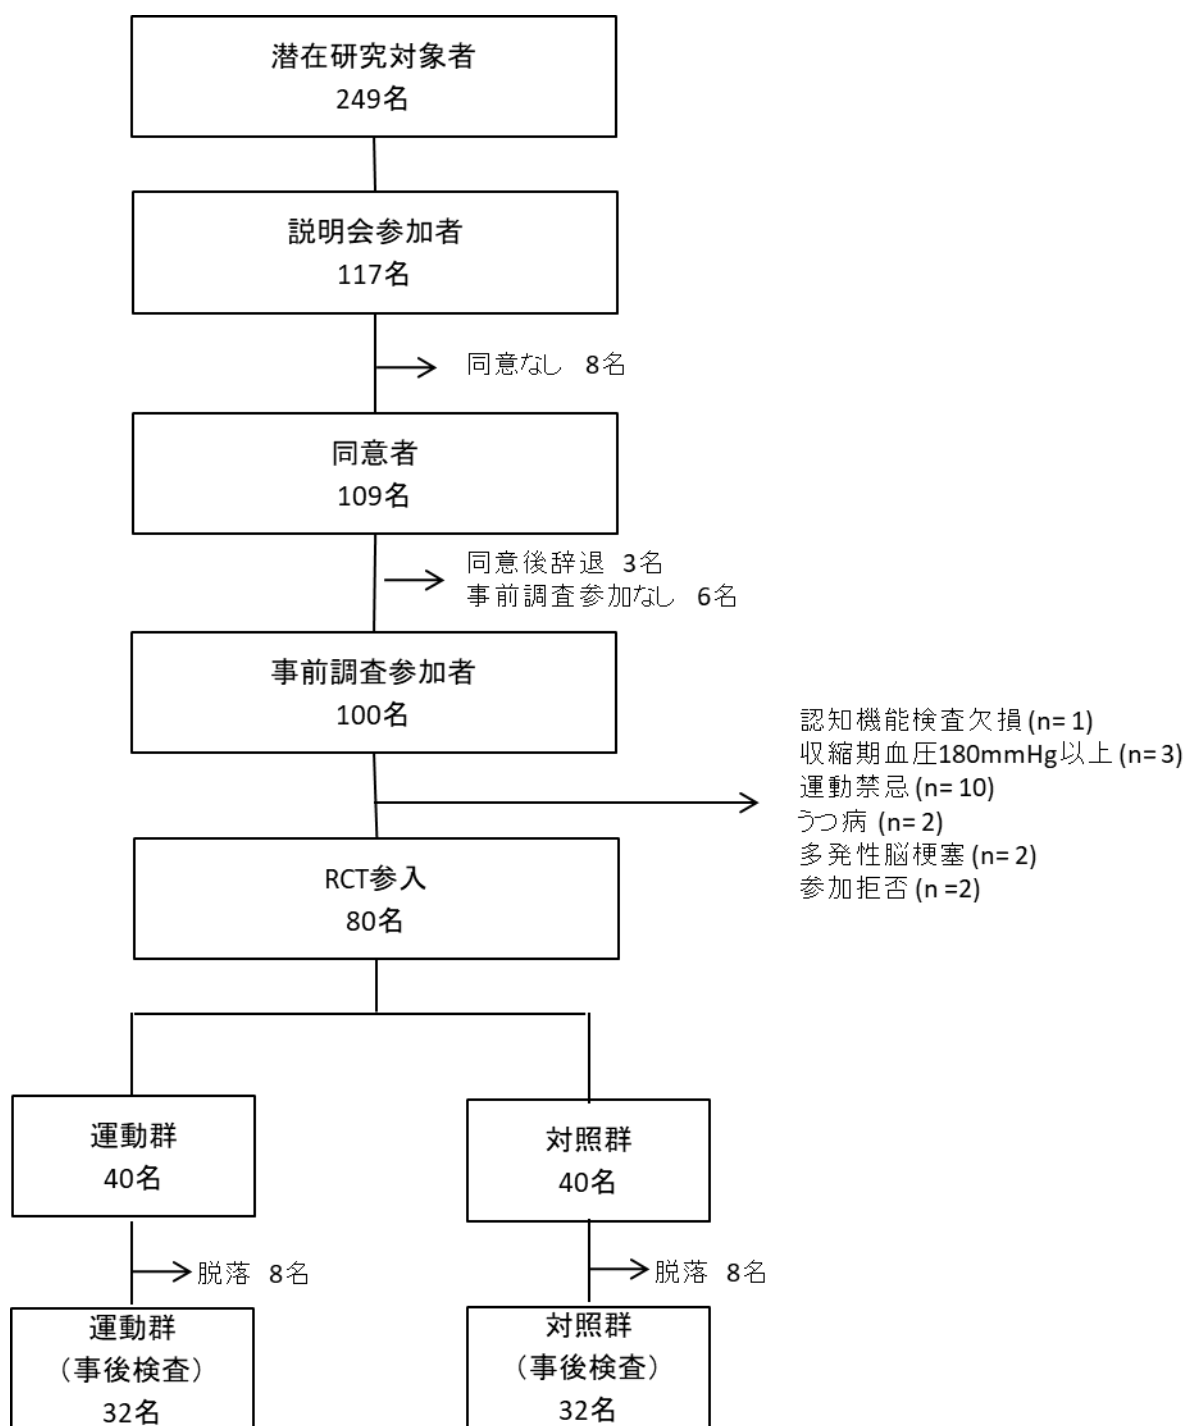 潜在研究対象者
249名
説明会参加者
117名
同意なし 8名
同意者
109名
同意後辞退 3名
事前調査参加なし 6名
事前調査参加者
100名
認知機能検査欠損 (n= 1)
収縮期血圧180mmHg以上 (n= 3)
運動禁忌 (n= 10)
うつ病 (n= 2)
多発性脳梗塞 (n= 2)
参加拒否 (n =2)
RCT参入
80名
運動群
40名
対照群
40名
脱落 8名
脱落 8名
運動群
（事後検査）
32名
対照群
（事後検査）
32名